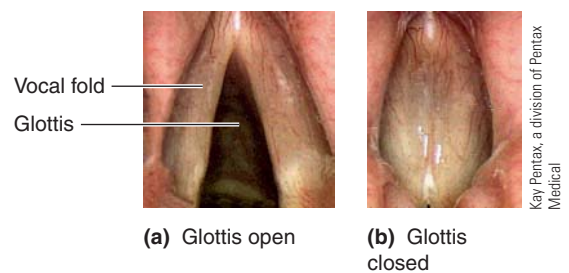 Vocal fold
Glottis
(a) Glottis open
(b) Glottis
closed
Kay Pentax, a division of Pentax
Medical